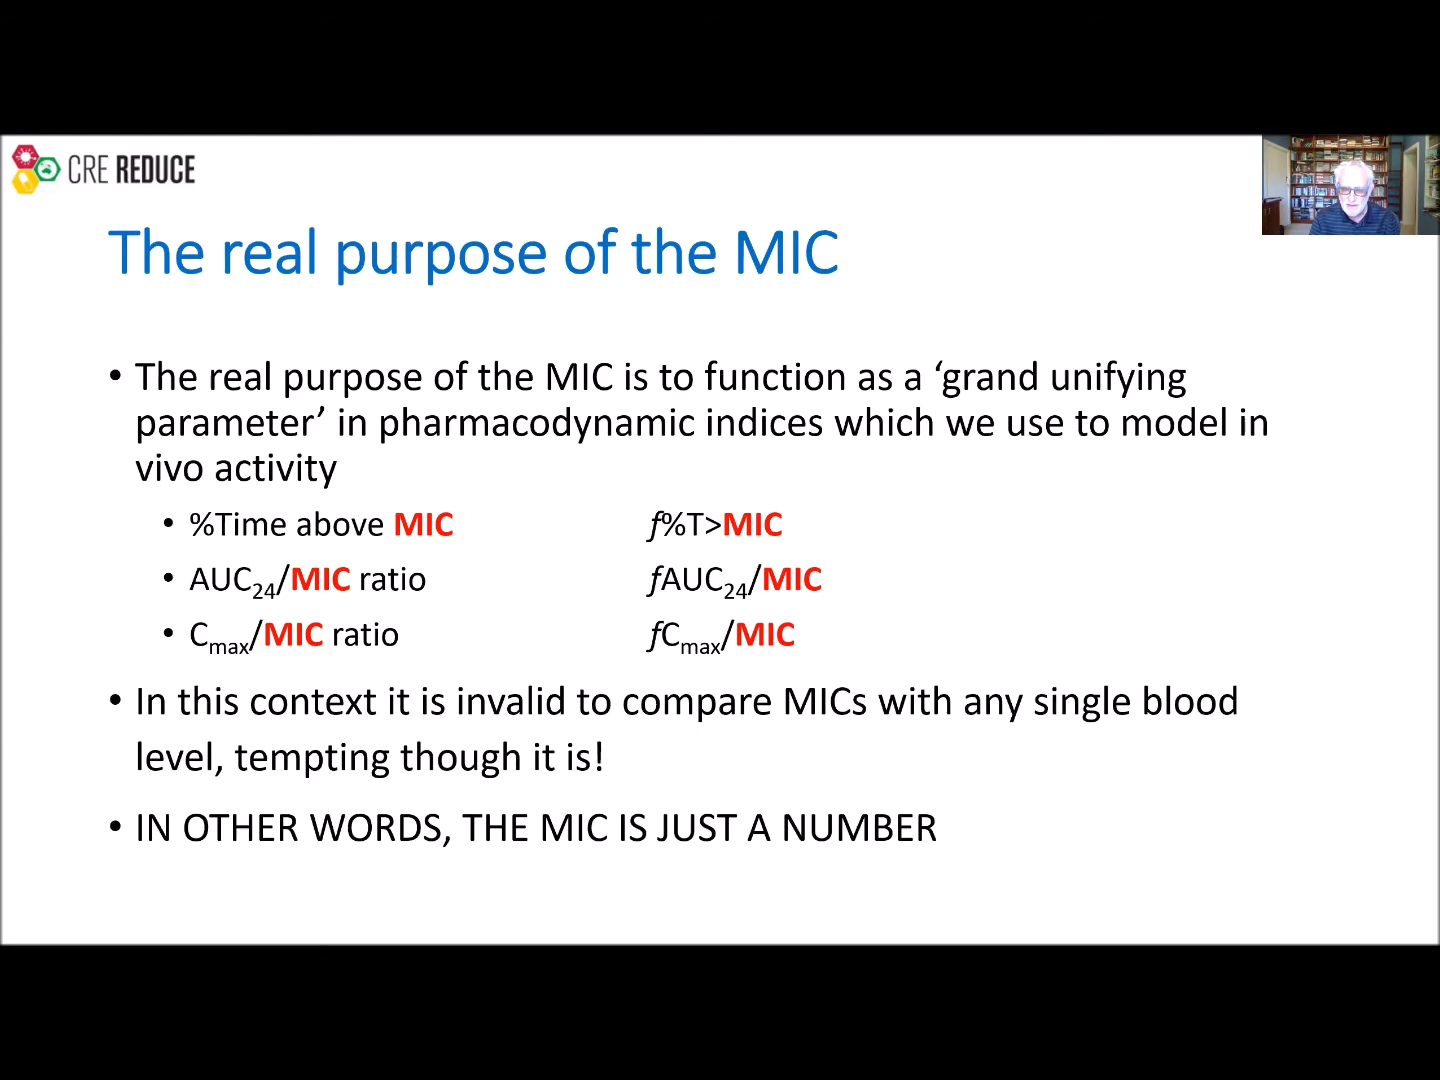 CRE REDUCE
The real purpose of the MIC
• The real purpose of the MIC is to function as a ‘grand unifying
parameter’ in pharmacodynamic indices which we use to model in
vivo activity
• %Time above MIC f%T>MIC
• AUC24/MIC ratio fAUC24/MIC
• Cmax/MIC ratio fCmax/MIC
• In this context it is invalid to compare MICs with any single blood
level, tempting though it is!
• IN OTHER WORDS, THE MIC IS JUST A NUMBER